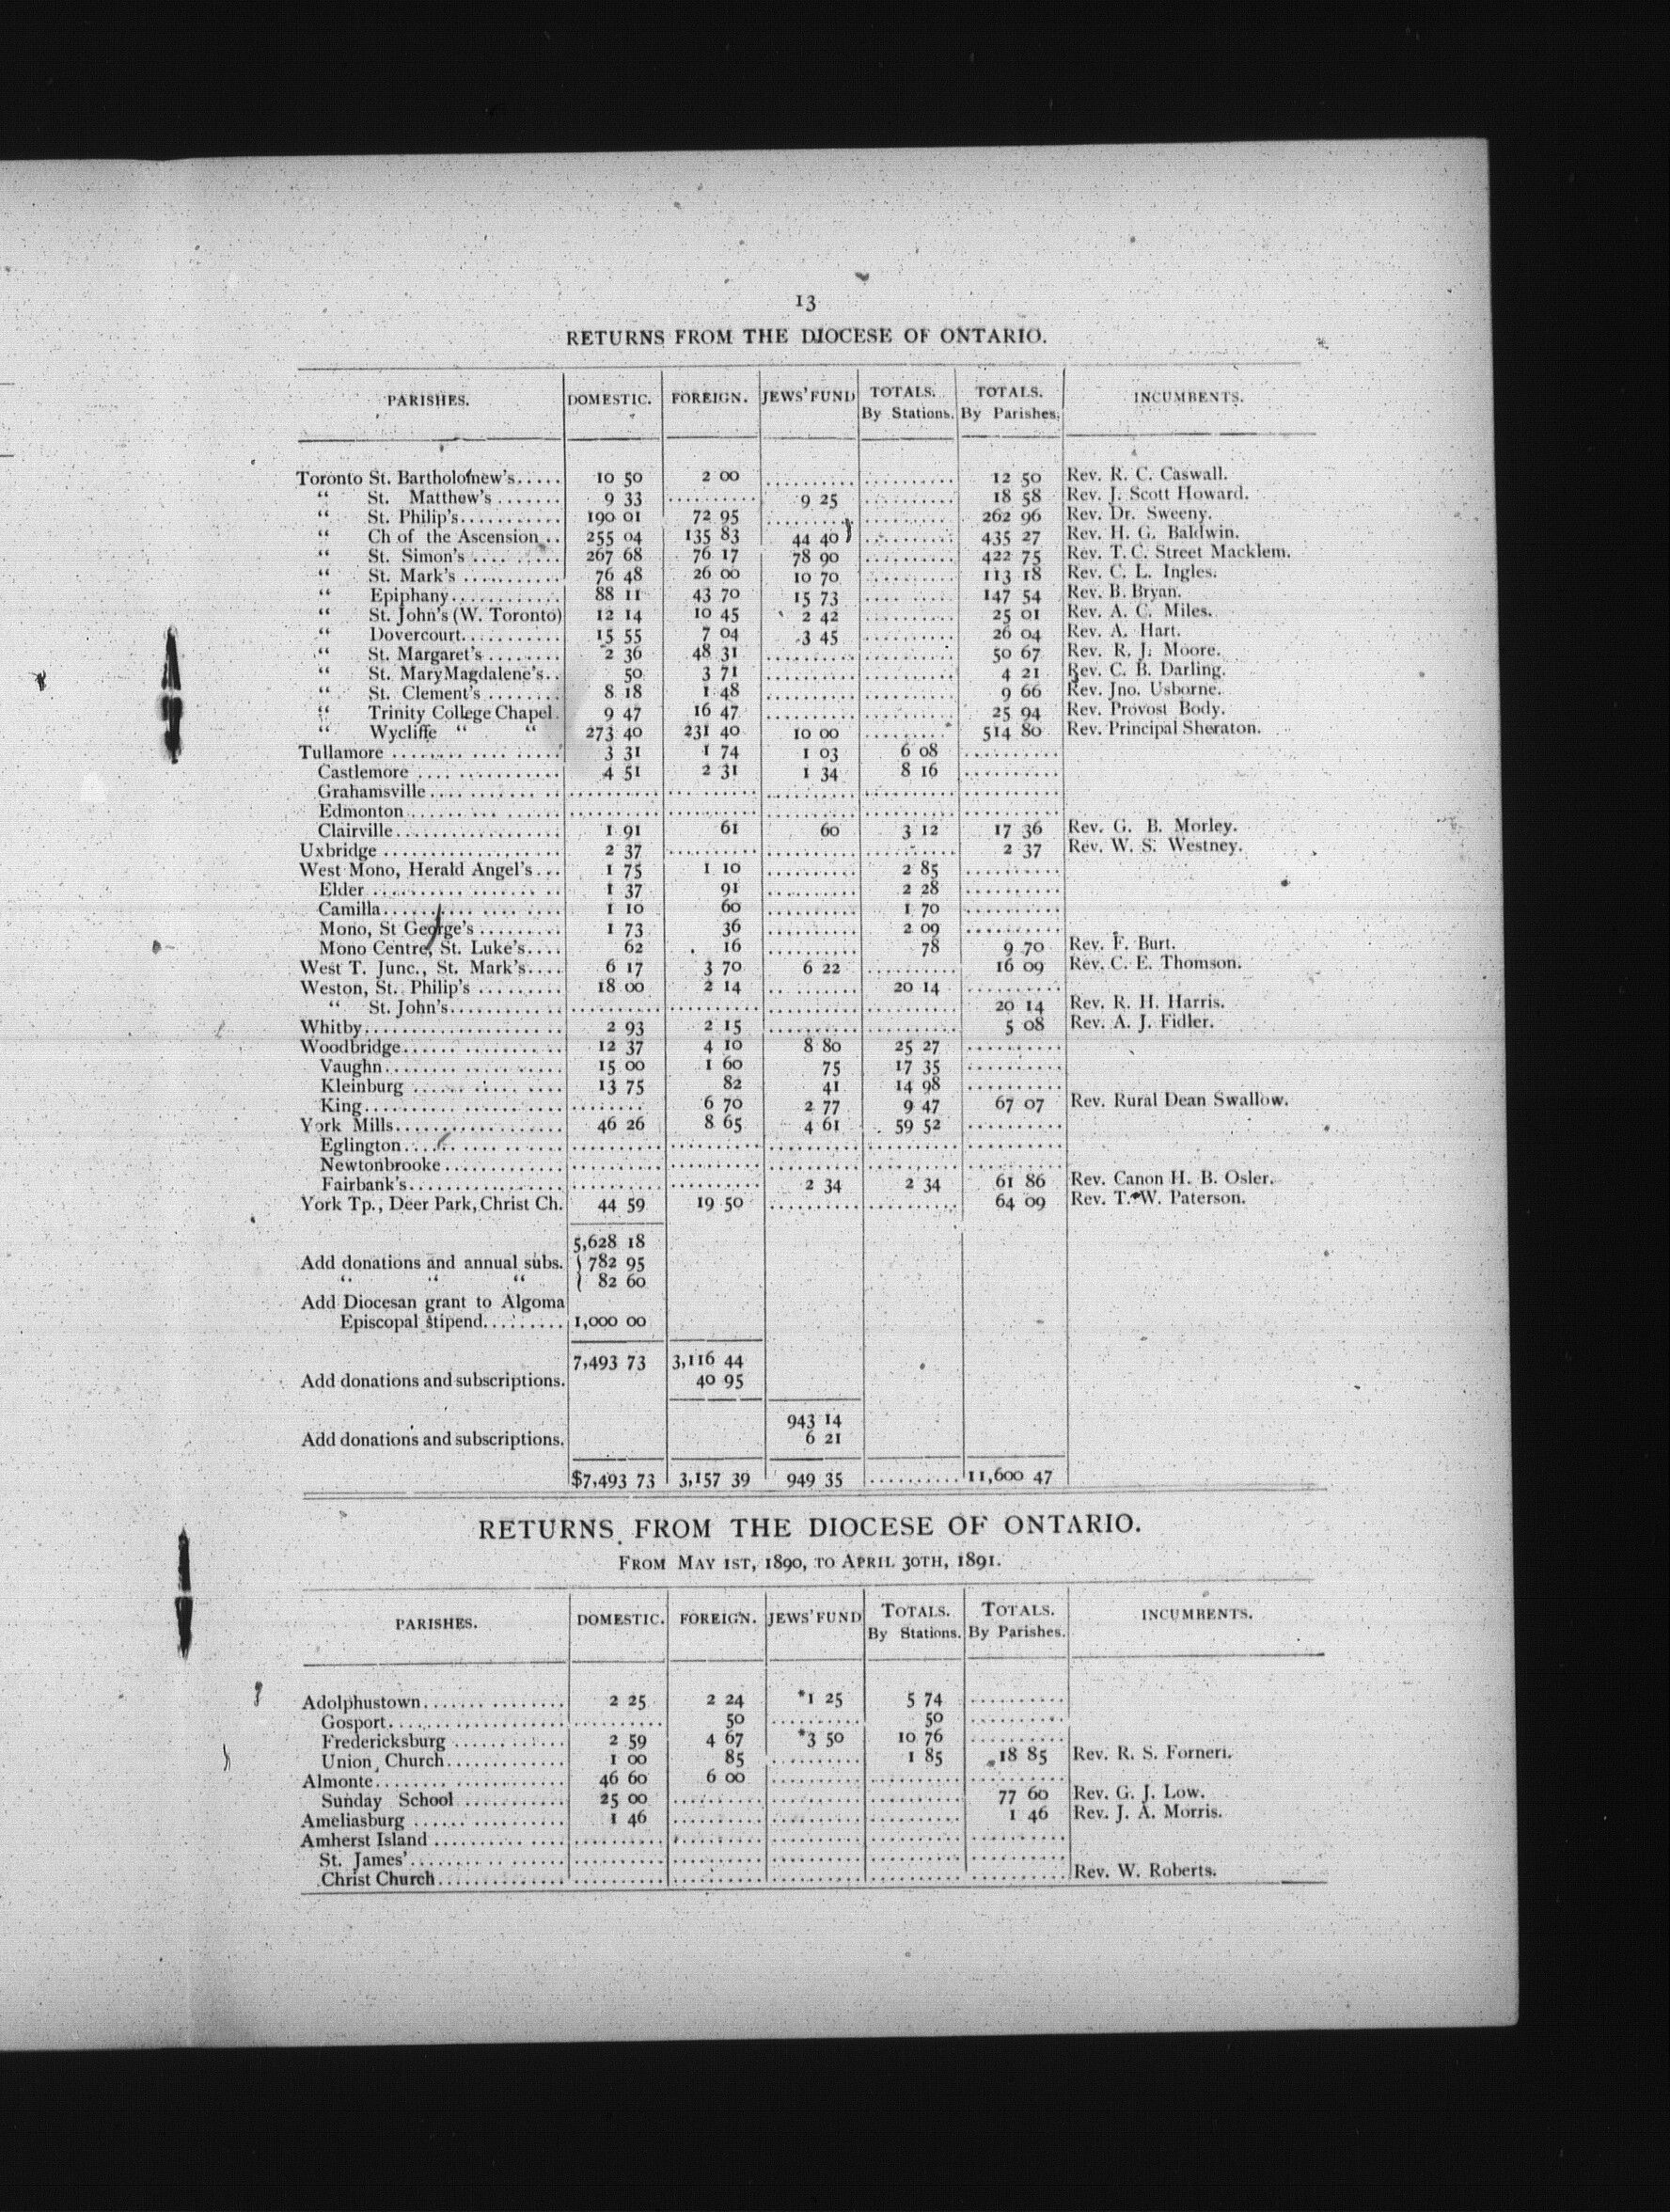 13
RETURNS FROM THE DIOCESE OF ONTARIO.
PARISHES. DOMESTIC. FOREIGN. JEWS' FUND TOTALS. By Stations. TOTALS. By Parishes. INCUMBENTS.
Toronto St. Bartholomew's..... 10 50 2 00 .......... .......... 12 50 Rev. R. C. Caswall.
“ St. Matthew's....... 9 33 .......... 9 25 .......... 18 58 Rev. J. Scott Howard.
“ St. Philip's........... 190 01 72 95 .......... .......... 262 96 Rev. Dr. Sweeny.
“ Ch of the Ascension.. 255 04 135 83 44 40 .......... 435 27 Rev. H. G. Baldwin.
“ St. Simon's.......... 267 68 76 17 78 90 .......... 422 75 Rev. T. C. Street Macklem.
“ St. Mark's........... 76 48 26 00 10 70 .......... 113 18 Rev. C. L. Ingles.
“ Epiphany............ 88 11 43 70 15 73 .......... 147 54 Rev. B. Bryan.
“ St. John's (W. Toronto) 12 14 10 45 2 42 .......... 25 01 Rev. A. C. Miles.
“ Dovercourt........... 15 55 7 04 3 45 .......... 26 04 Rev. A. Hart.
“ St. Margaret's........ 2 36 48 31 .......... .......... 50 67 Rev. R. J. Moore.
“ St. Mary Magdalene's.. 50 3 71 .......... .......... 4 21 Rev. C. B. Darling.
“ St. Clement's........ 8 18 1 48 .......... .......... 9 66 Rev. Jno. Usborne.
“ Trinity College Chapel. 9 47 16 47 .......... .......... 25 94 Rev. Provost Body.
“ Wycliffe “ “ 273 40 231 40 10 00 .......... 514 80 Rev. Principal Sheraton.
Tullamore.................. 3 31 1 74 1 03 6 08 ..........
Castlemore................ 4 51 2 31 1 34 8 16 ..........
Grahamsville.............. .......... .......... .......... .......... ..........
Edmonton................ .......... .......... .......... .......... ..........
Clairville................. 1 91 61 60 3 12 17 36 Rev. G. B. Morley.
Uxbridge.................. 2 37 .......... .......... .......... 2 37 Rev. W. S. Westney.
West Mono, Herald Angel's... 1 75 1 10 .......... 2 85 ..........
Elder.................... 1 37 91 .......... 2 28 ..........
Camilla.................. 1 10 60 .......... 1 70 ..........
Mono, St George's......... 1 73 36 .......... 2 09 ..........
Mono Centre, St. Luke's.... 62 16 .......... 78 9 70 Rev. F. Burt.
West T. Junc., St. Mark's.... 6 17 3 70 6 22 .......... 16 09 Rev. C. E. Thomson.
Weston, St. Philip's......... 18 00 2 14 .......... 20 14 ..........
“ St. John's........... .......... .......... .......... .......... 20 14 Rev. R. H. Harris.
Whitby.................... 2 93 2 15 .......... .......... 5 08 Rev. A. J. Fidler.
Woodbridge................ 12 37 4 10 8 80 25 27 ..........
Vaughn.................. 15 00 1 60 75 17 35 ..........
Kleinburg................ 13 75 82 41 14 98 ..........
King.................... ........ 6 70 2 77 9 47 67 07 Rev. Rural Dean Swallow.
York Mills................. 46 26 8 65 4 61 59 52 ..........
Eglington................ .......... .......... .......... .......... ..........
Newtonbrooke............ .......... .......... .......... .......... ..........
Fairbank's............... .......... .......... 2 34 2 34 61 86 Rev. Canon H. B. Osler.
York Tp., Deer Park, Christ Ch. 44 59 19 50 .......... .......... 64 09 Rev. T. W. Paterson.
5,628 18
Add donations and annual subs. { 782 95
“ “ “ { 82 60
Add Diocesan grant to Algoma
Episcopal stipend......... 1,000 00
7,493 73 3,116 44
Add donations and subscriptions. 40 95
943 14
Add donations and subscriptions. 6 21
$7,493 73 3,157 39 949 35 .......... 11,600 47
RETURNS FROM THE DIOCESE OF ONTARIO.
FROM MAY 1ST, 1890, TO APRIL 30TH, 1891.
PARISHES. DOMESTIC. FOREIGN. JEWS' FUND TOTALS. By Stations. TOTALS. By Parishes. INCUMBENTS.
Adolphustown............... 2 25 2 24 *1 25 5 74 ..........
Gosport.................. .......... 50 .......... 50 ..........
Fredericksburg............ 2 59 4 67 *3 50 10 76 ..........
Union Church............ 1 00 85 .......... 1 85 18 85 Rev. R. S. Forneri.
Almonte................... 46 60 6 00 .......... .......... ..........
Sunday School........... 25 00 .......... .......... .......... 77 60 Rev. G. J. Low.
Ameliasburg............... 1 46 .......... .......... .......... 1 46 Rev. J. A. Morris.
Amherst Island............. .......... .......... .......... .......... ..........
St. James'................ .......... .......... .......... .......... ..........
Christ Church............. .......... .......... .......... .......... .......... Rev. W. Roberts.